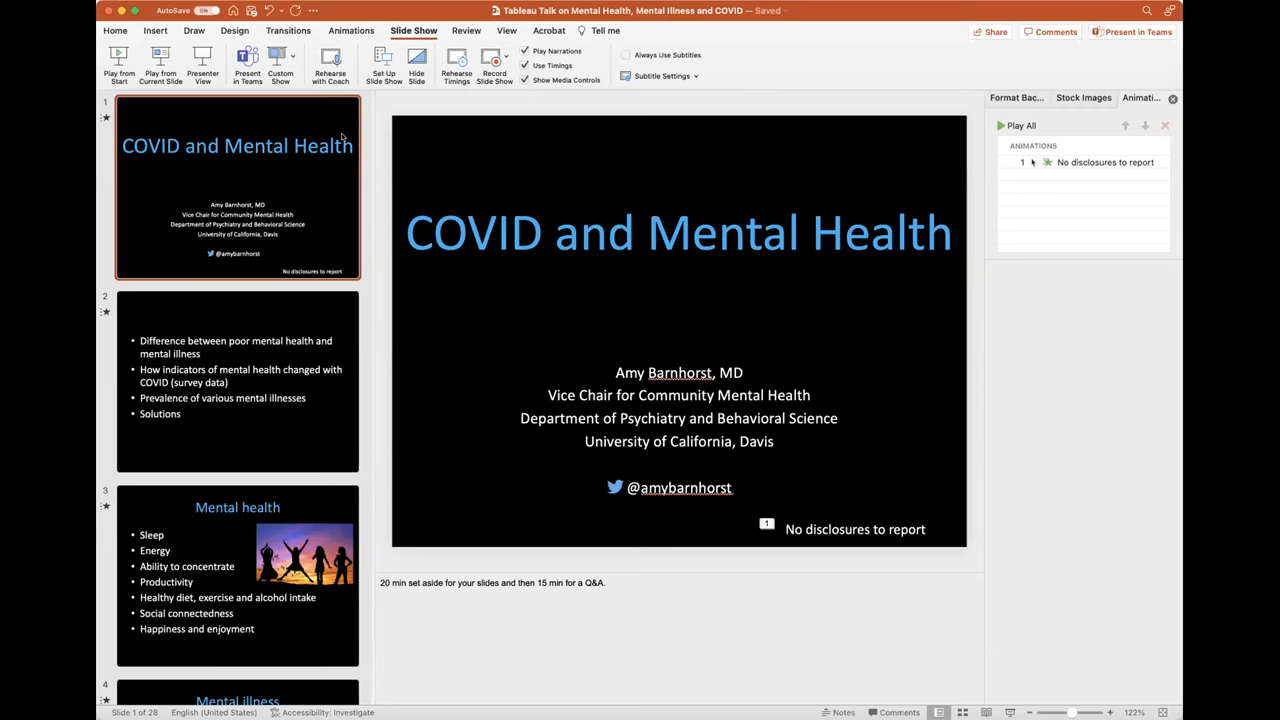 AutoSave ON
Tableau Talk on Mental Health, Mental Illness and COVID — Saved
Home Insert Draw Design Transitions Animations Slide Show Review View Acrobat Tell me
Share Comments Present in Teams
Play from Start
Play from Current Slide
Presenter View
Present in Teams
Custom Show
Rehearse with Coach
Set Up Slide Show
Hide Slide
Rehearse Timings
Record Slide Show
Play Narrations
Use Timings
Show Media Controls
Always Use Subtitles
Subtitle Settings
1
COVID and Mental Health
Amy Barnhorst, MD
Vice Chair for Community Mental Health
Department of Psychiatry and Behavioral Science
University of California, Davis
@amybarnhorst
No disclosures to report
2
• Difference between poor mental health and
mental illness
• How indicators of mental health changed with
COVID (survey data)
• Prevalence of various mental illnesses
• Solutions
3
Mental health
• Sleep
• Energy
• Ability to concentrate
• Productivity
• Healthy diet, exercise and alcohol intake
• Social connectedness
• Happiness and enjoyment
4
Mental illness
COVID and Mental Health
Amy Barnhorst, MD
Vice Chair for Community Mental Health
Department of Psychiatry and Behavioral Science
University of California, Davis
@amybarnhorst
1
No disclosures to report
20 min set aside for your slides and then 15 min for a Q&A.
Format Bac... Stock Images Animati...
Play All
ANIMATIONS
1 No disclosures to report
Slide 1 of 28 English (United States) Accessibility: Investigate
Notes Comments 122%